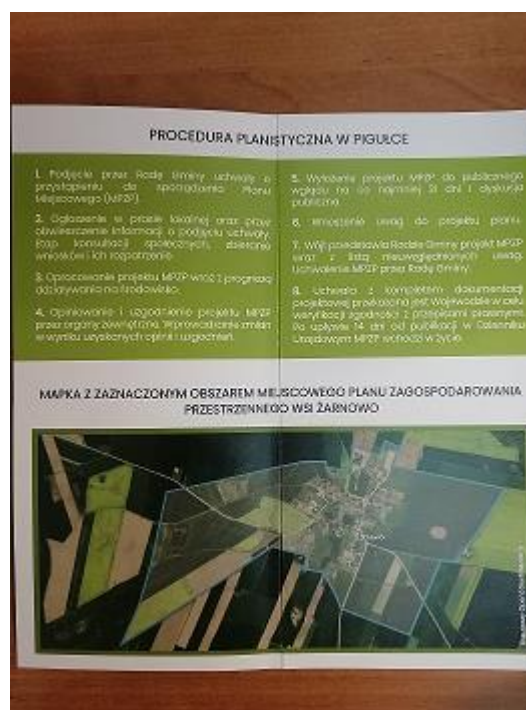 PROCEDURA PLANISTYCZNA W PIGUŁCE
1. Podjęcie przez Radę Gminy uchwały o
przystąpieniu do sporządzania Planu
Miejscowego (MPZP).
2. Ogłoszenie w prasie lokalnej oraz przez
obwieszczenie informacji o podjęciu uchwały.
Etap konsultacji społecznych, zbieranie
wniosków i ich rozpatrzenie.
3. Opracowanie projektu MPZP wraz z prognozą
oddziaływania na środowisko.
4. Opiniowanie i uzgodnienie projektu MPZP
przez organy zewnętrzne. Wprowadzanie zmian
w wyniku uzyskanych opinii i uzgodnień.
5. Wyłożenie projektu MPZP do publicznego
wglądu na co najmniej 21 dni i dyskusja
publiczna.
6. Wnoszenie uwag do projektu planu.
7. Wójt przedstawia Radzie Gminy projekt MPZP
wraz z listą nieuwzględnionych uwag.
Uchwalenie MPZP przez Radę Gminy.
8. Uchwała z kompletem dokumentacji
projektowej przekazana jest Wojewodzie w celu
weryfikacji zgodności z przepisami prawnymi.
Po upływie 14 dni od publikacji w Dzienniku
Urzędowym MPZP wchodzi w życie.
MAPKA Z ZAZNACZONYM OBSZAREM MIEJSCOWEGO PLANU ZAGOSPODAROWANIA
PRZESTRZENNEGO WSI ŻARNOWO